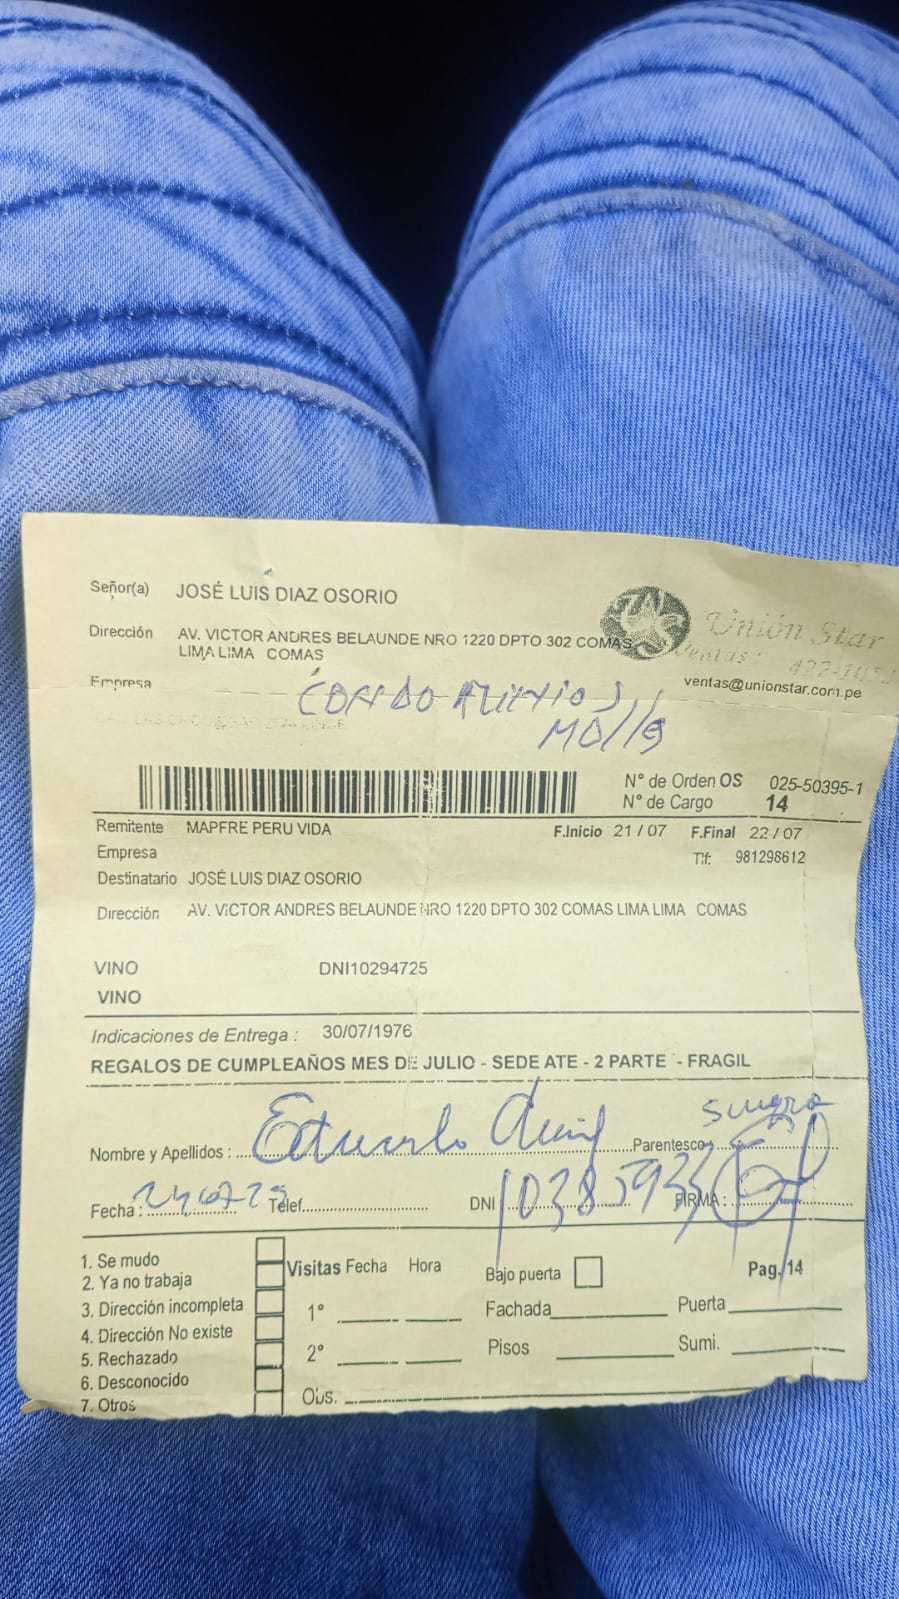 Señor(a) JOSÉ LUIS DIAZ OSORIO
Dirección AV. VICTOR ANDRES BELAUNDE NRO 1220 DPTO 302 COMAS
LIMA LIMA COMAS
Unión Star
Ventas:
ventas@unionstar.com.pe
Empresa
N° de Orden OS 025-50395-1
N° de Cargo 14
Remitente MAPFRE PERU VIDA F.Inicio 21 / 07 F.Final 22 / 07
Empresa Tlf: 981298612
Destinatario JOSÉ LUIS DIAZ OSORIO
Dirección AV. VICTOR ANDRES BELAUNDE NRO 1220 DPTO 302 COMAS LIMA LIMA COMAS
VINO DNI10294725
VINO
Indicaciones de Entrega : 30/07/1976
REGALOS DE CUMPLEAÑOS MES DE JULIO - SEDE ATE - 2 PARTE - FRAGIL
Nombre y Apellidos : Eduardo Parentesco suegro
Fecha : Telef. DNI FIRMA :
1. Se mudo
2. Ya no trabaja
3. Dirección incompleta
4. Dirección No existe
5. Rechazado
6. Desconocido
7. Otros
Visitas Fecha Hora Bajo puerta Pag. 14
1° Fachada Puerta
2° Pisos Sumi.
Obs.